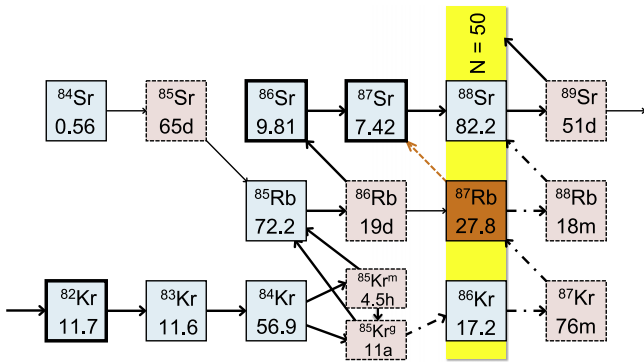 N = 50
⁸⁴Sr
0.56
⁸⁵Sr
65d
⁸⁶Sr
9.81
⁸⁷Sr
7.42
⁸⁸Sr
82.2
⁸⁹Sr
51d
⁸⁵Rb
72.2
⁸⁶Rb
19d
⁸⁷Rb
27.8
⁸⁸Rb
18m
⁸²Kr
11.7
⁸³Kr
11.6
⁸⁴Kr
56.9
⁸⁵Krᵐ
4.5h
⁸⁵Krᵍ
11a
⁸⁶Kr
17.2
⁸⁷Kr
76m